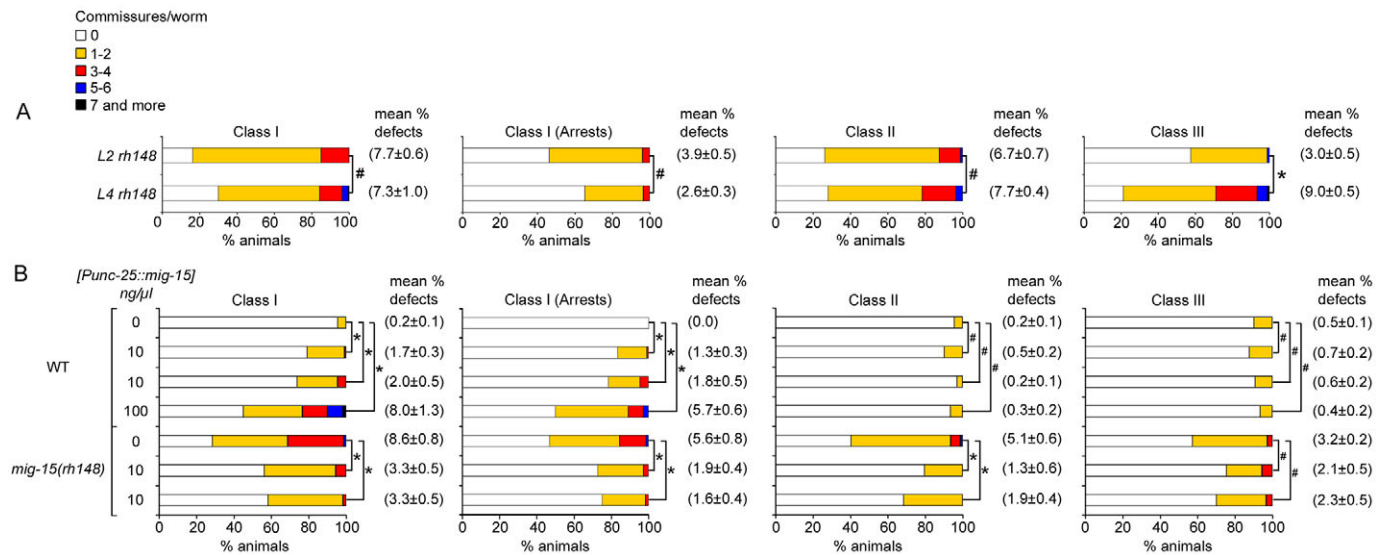 Commissures/worm
0
1-2
3-4
5-6
7 and more
A
Class I
mean % defects
Class I (Arrests)
mean % defects
Class II
mean % defects
Class III
mean % defects
L2 rh148
(7.7±0.6)
(3.9±0.5)
(6.7±0.7)
(3.0±0.5)
# # # *
L4 rh148
(7.3±1.0)
(2.6±0.3)
(7.7±0.4)
(9.0±0.5)
0 20 40 60 80 100
0 20 40 60 80 100
0 20 40 60 80 100
0 20 40 60 80 100
% animals
% animals
% animals
% animals
B
[Punc-25::mig-15]
ng/µl
Class I
mean % defects
Class I (Arrests)
mean % defects
Class II
mean % defects
Class III
mean % defects
WT
0 (0.2±0.1) (0.0) (0.2±0.1) (0.5±0.1)
* * # #
10 (1.7±0.3) (1.3±0.3) (0.5±0.2) (0.7±0.2)
* * # #
10 (2.0±0.5) (1.8±0.5) (0.2±0.1) (0.6±0.2)
* * # #
100 (8.0±1.3) (5.7±0.6) (0.3±0.2) (0.4±0.2)
mig-15(rh148)
0 (8.6±0.8) (5.6±0.8) (5.1±0.6) (3.2±0.2)
* * * #
10 (3.3±0.5) (1.9±0.4) (1.3±0.6) (2.1±0.5)
* * * #
10 (3.3±0.5) (1.6±0.4) (1.9±0.4) (2.3±0.5)
0 20 40 60 80 100
0 20 40 60 80 100
0 20 40 60 80 100
0 20 40 60 80 100
% animals
% animals
% animals
% animals